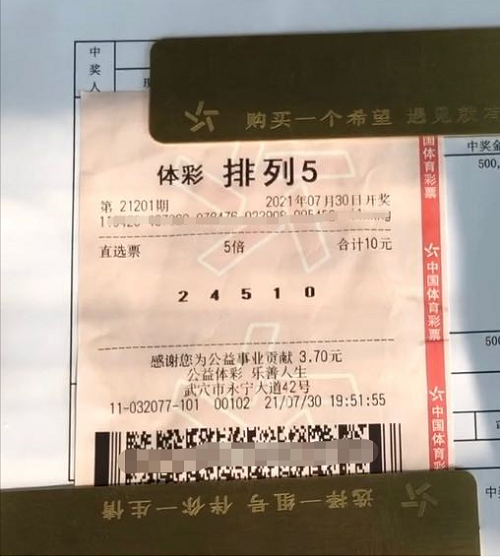 中
奖
人
购买一个希望 遇见
中奖金
500,
体彩 排列5
第 21201期 2021年07月30日开奖
直选票 5倍 合计10元
2 4 5 1 0
感谢您为公益事业贡献 3.70元
公益体彩 乐善人生
武穴市永宁大道42号
11-032077-101 00102 21/07/30 19:51:55
国体育彩票
中国体育彩票
中国体育
500
选择一组号 伴你一生情